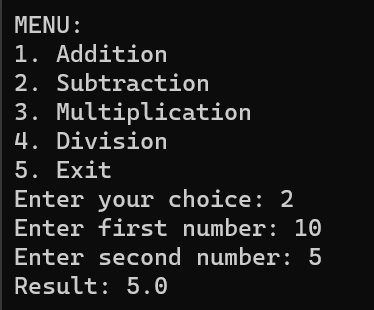 MENU:
1. Addition
2. Subtraction
3. Multiplication
4. Division
5. Exit
Enter your choice: 2
Enter first number: 10
Enter second number: 5
Result: 5.0